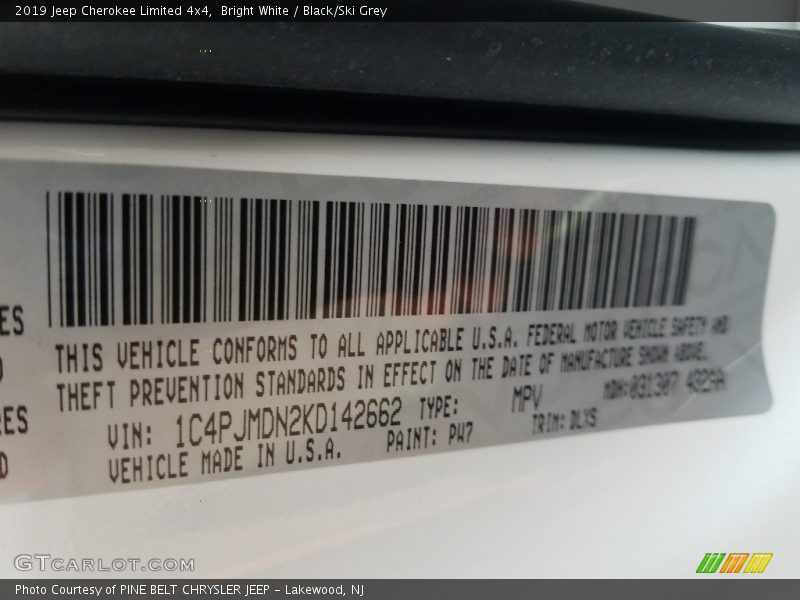 2019 Jeep Cherokee Limited 4x4, Bright White / Black/Ski Grey
ES
RES
D
THIS VEHICLE CONFORMS TO ALL APPLICABLE U.S.A. FEDERAL MOTOR VEHICLE SAFETY AND
THEFT PREVENTION STANDARDS IN EFFECT ON THE DATE OF MANUFACTURE SHOWN ABOVE.
VIN: 1C4PJMDN2KD142662 TYPE: MPV MDH:031307 432AA
VEHICLE MADE IN U.S.A. PAINT: PW7 TRIM: DLXS
GTCARLOT.COM
Photo Courtesy of PINE BELT CHRYSLER JEEP - Lakewood, NJ